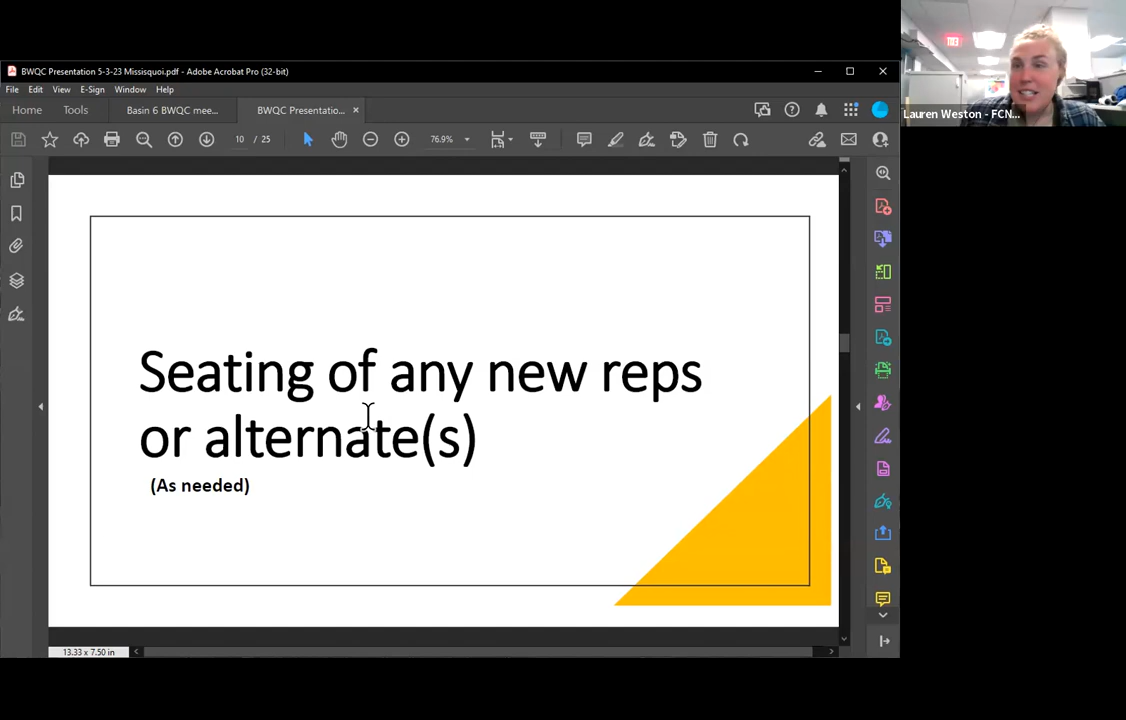 BWQC Presentation 5-3-23 Missisquoi.pdf - Adobe Acrobat Pro (32-bit)
File Edit View E-Sign Window Help
Home Tools Basin 6 BWQC mee... BWQC Presentatio...
10 / 25 76.9%
Lauren Weston - FCN...
Seating of any new reps
or alternate(s)
(As needed)
13.33 x 7.50 in